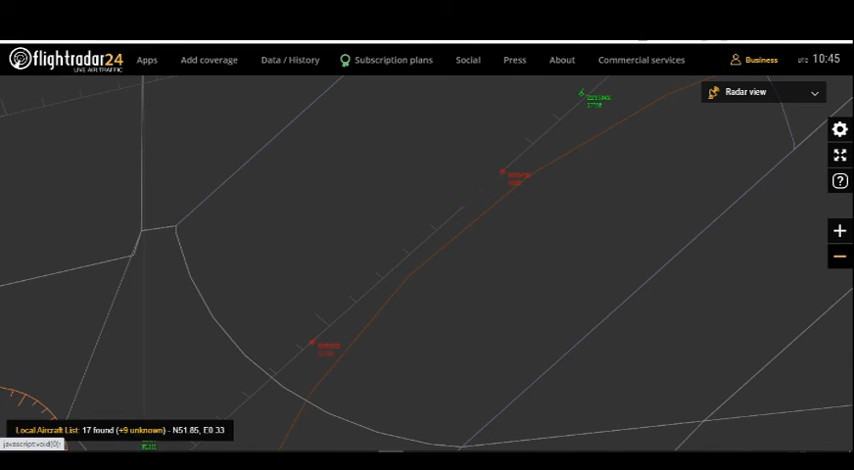 flightradar24
LIVE AIR TRAFFIC
Apps
Add coverage
Data / History
Subscription plans
Social
Press
About
Commercial services
Business
UTC 10:45
Radar view
Local Aircraft List: 17 found (+9 unknown) - N51.85, E0.33
javascript:void(0);